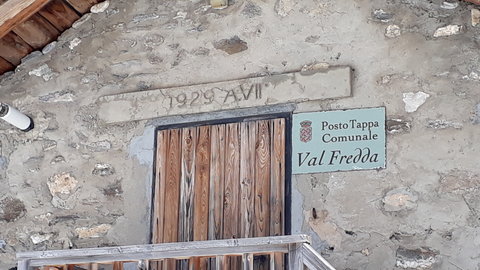 1929 A.VII
Posto Tappa
Comunale
Val Fredda